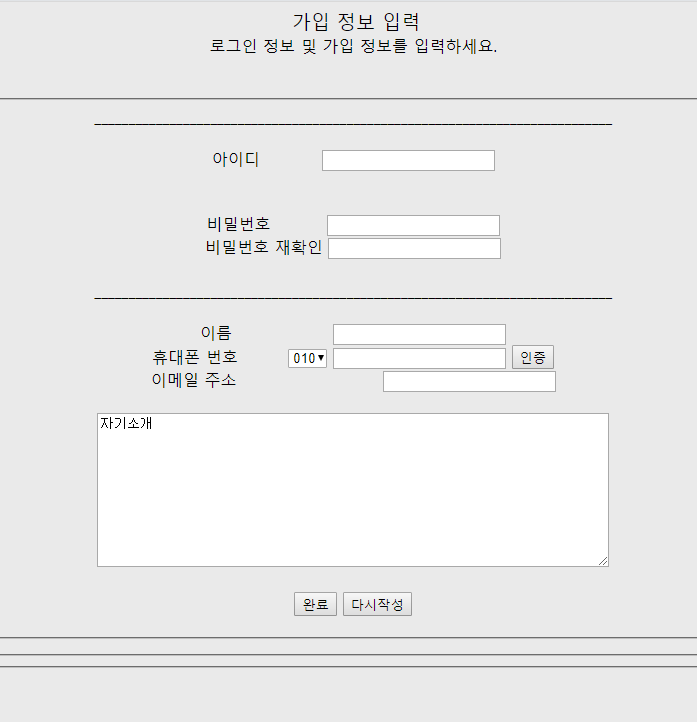 가입 정보 입력
로그인 정보 및 가입 정보를 입력하세요.
아이디
비밀번호
비밀번호 재확인
이름
휴대폰 번호 010 인증
이메일 주소
자기소개
완료 다시작성